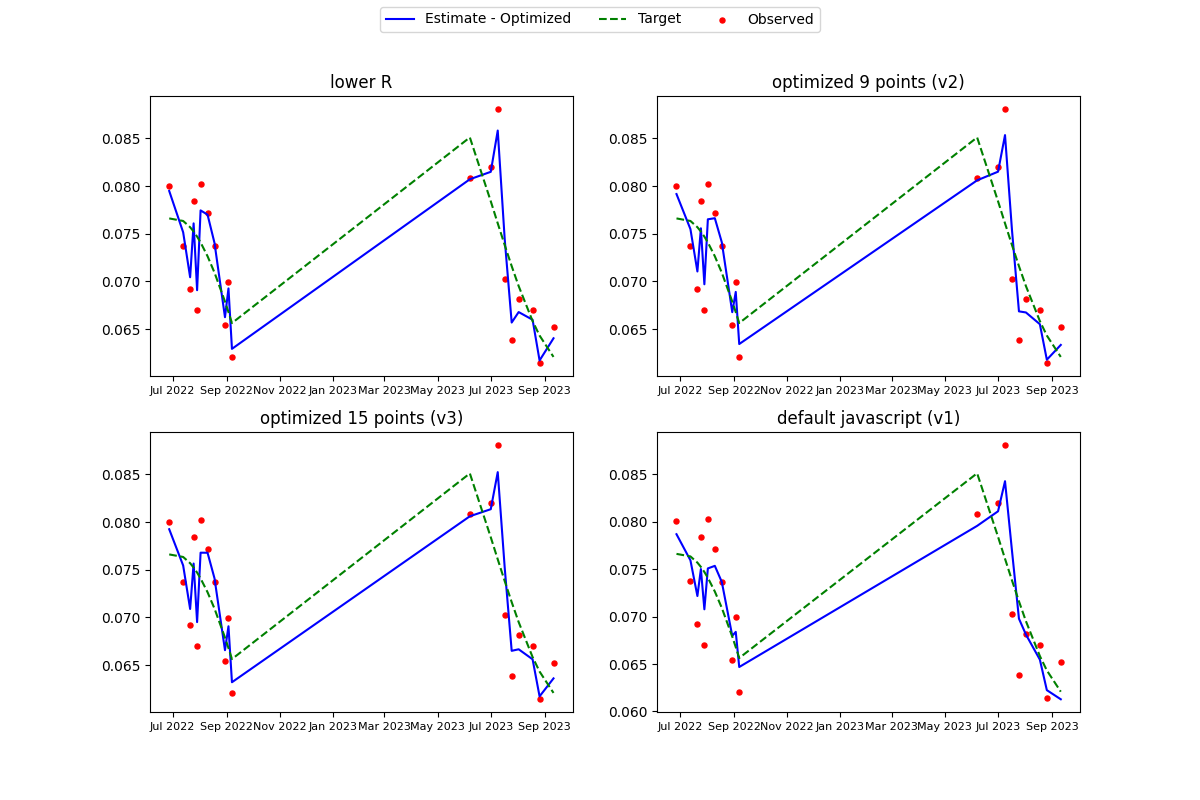 Estimate - Optimized Target Observed
lower R
0.085
0.080
0.075
0.070
0.065
Jul 2022 Sep 2022 Nov 2022 Jan 2023 Mar 2023 May 2023 Jul 2023 Sep 2023
optimized 9 points (v2)
0.085
0.080
0.075
0.070
0.065
Jul 2022 Sep 2022 Nov 2022 Jan 2023 Mar 2023 May 2023 Jul 2023 Sep 2023
optimized 15 points (v3)
0.085
0.080
0.075
0.070
0.065
Jul 2022 Sep 2022 Nov 2022 Jan 2023 Mar 2023 May 2023 Jul 2023 Sep 2023
default javascript (v1)
0.085
0.080
0.075
0.070
0.065
0.060
Jul 2022 Sep 2022 Nov 2022 Jan 2023 Mar 2023 May 2023 Jul 2023 Sep 2023